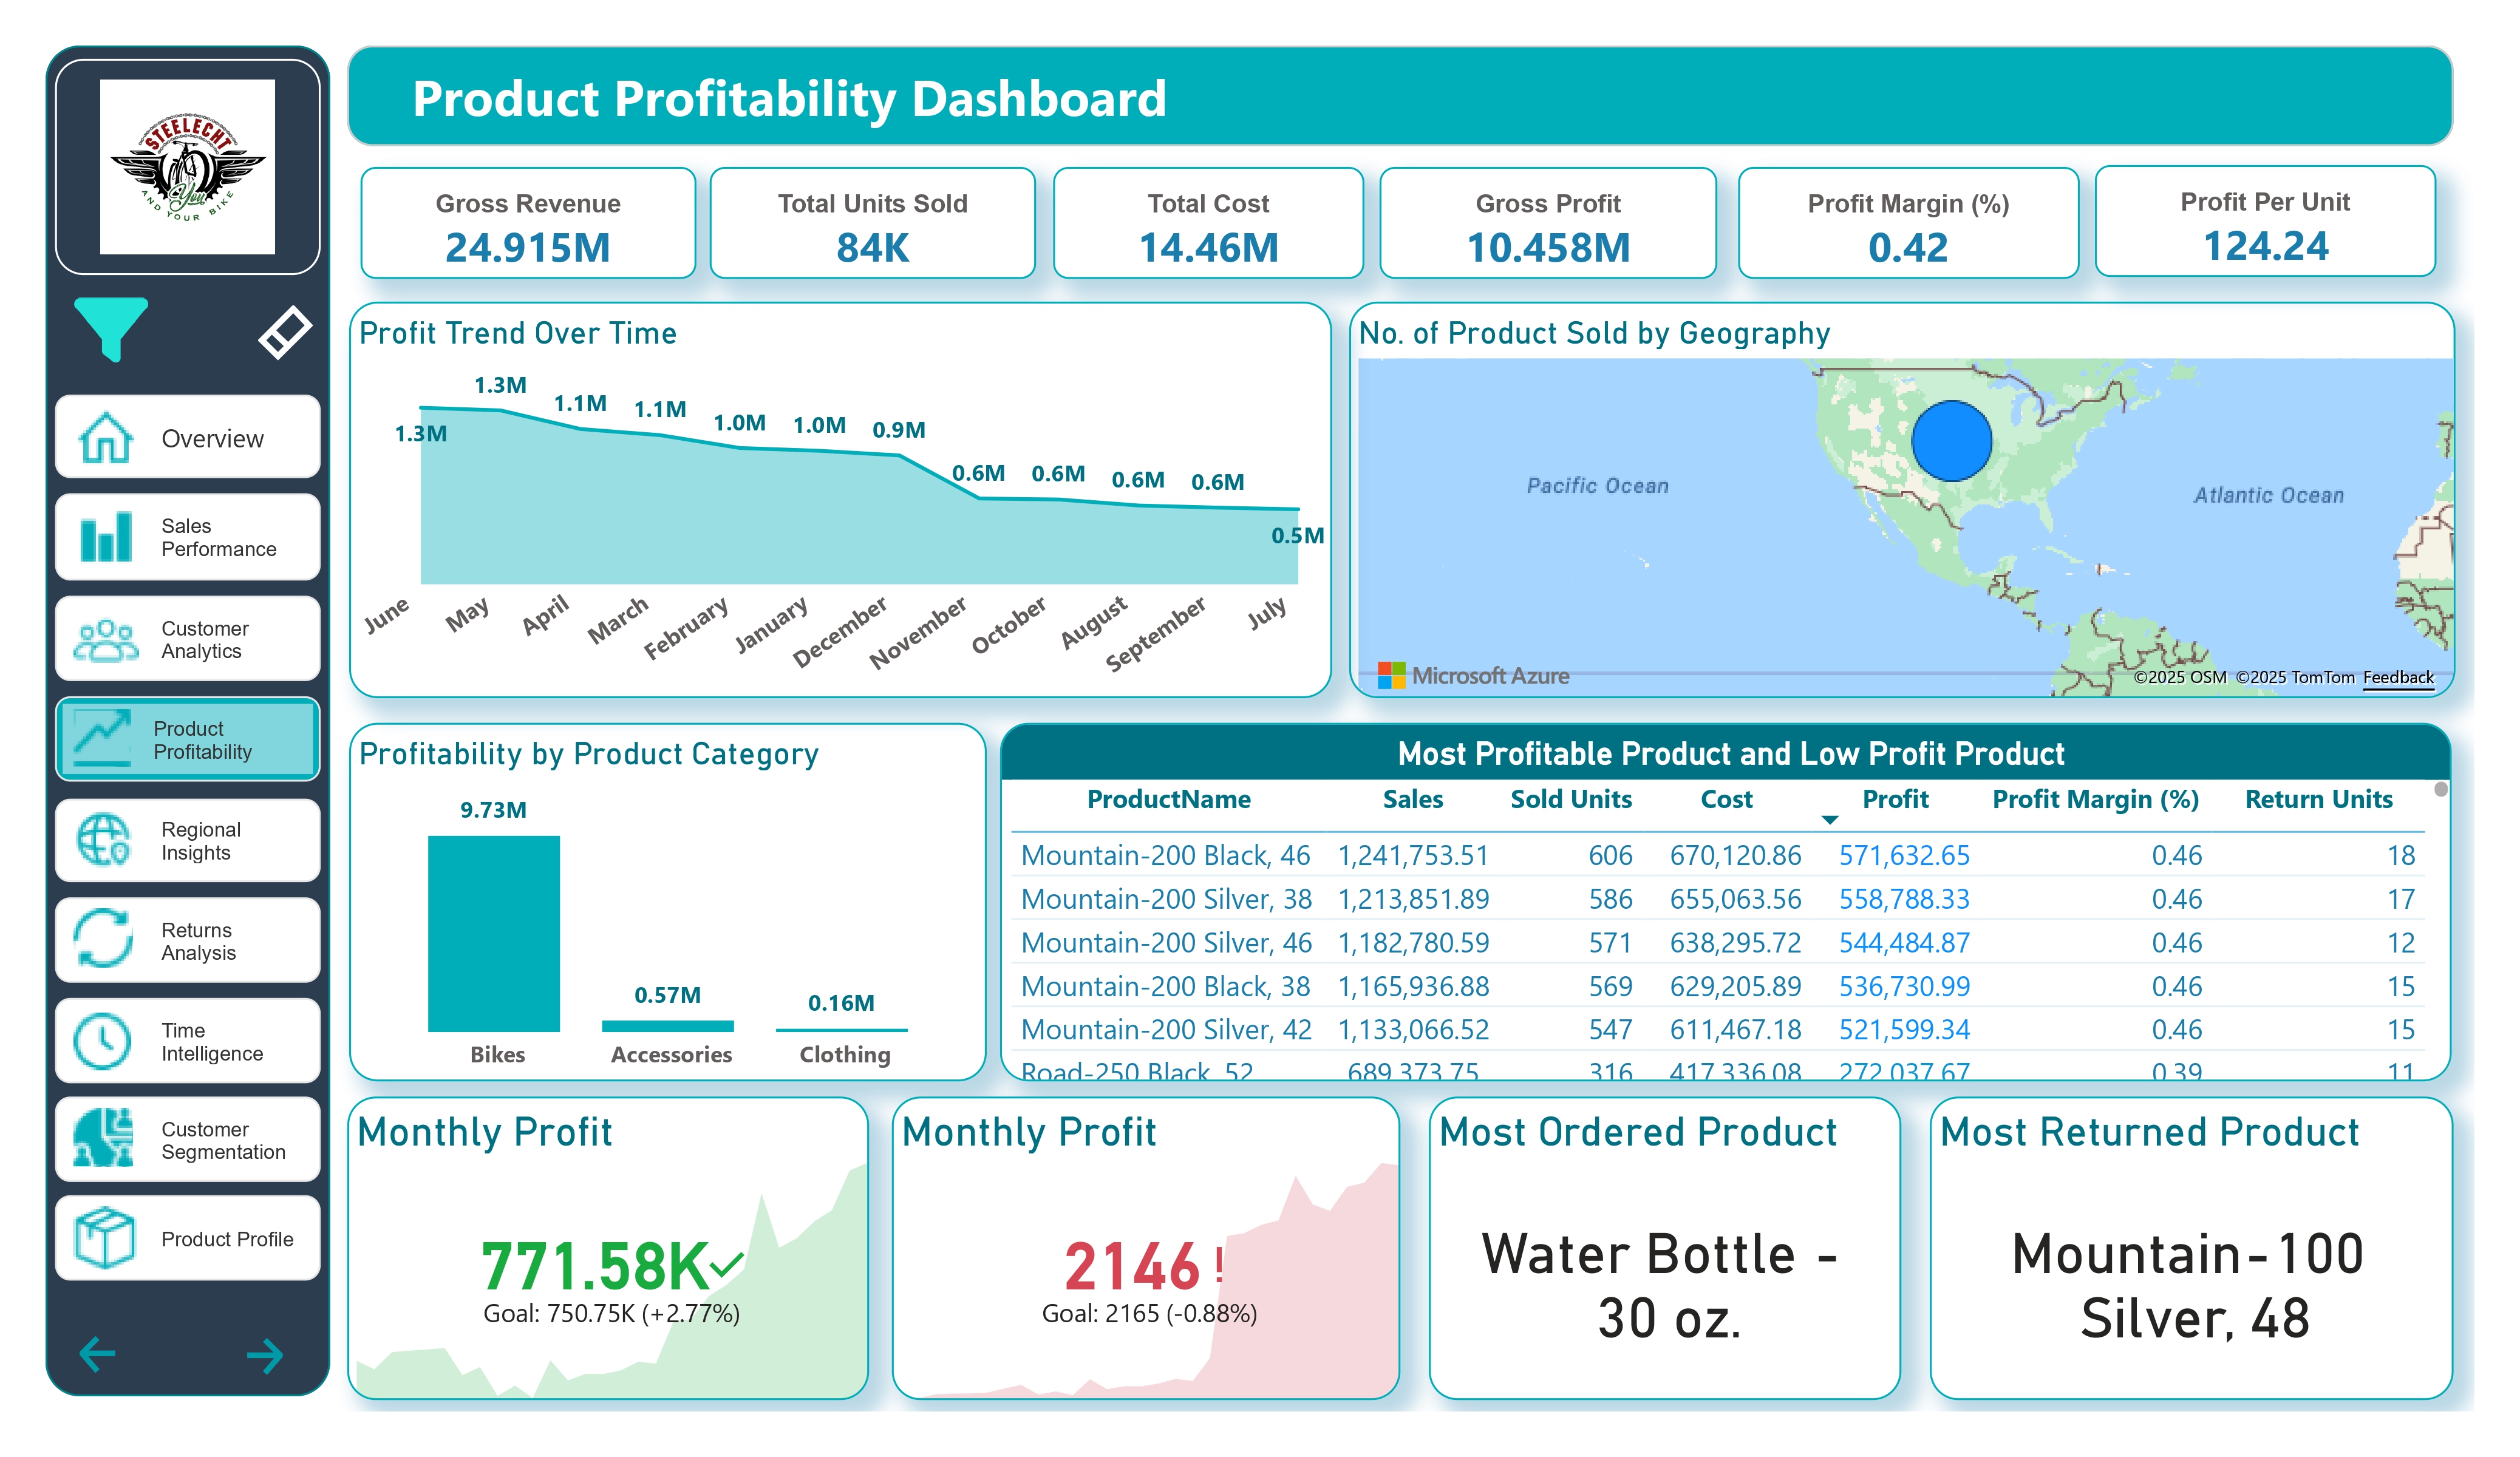 STEELECHT
You
AND YOUR BIKE
Overview
Sales
Performance
Customer
Analytics
Product
Profitability
Regional
Insights
Returns
Analysis
Time
Intelligence
Customer
Segmentation
Product Profile
Product Profitability Dashboard
Gross Revenue
24.915M
Total Units Sold
84K
Total Cost
14.46M
Gross Profit
10.458M
Profit Margin (%)
0.42
Profit Per Unit
124.24
Profit Trend Over Time
1.3M 1.3M 1.1M 1.1M 1.0M 1.0M 0.9M 0.6M 0.6M 0.6M 0.6M 0.5M
June May April March February January December November October August September July
No. of Product Sold by Geography
Pacific Ocean
Atlantic Ocean
Microsoft Azure
©2025 OSM ©2025 TomTom Feedback
Profitability by Product Category
9.73M
0.57M
0.16M
Bikes Accessories Clothing
Most Profitable Product and Low Profit Product
ProductName Sales Sold Units Cost Profit Profit Margin (%) Return Units
Mountain-200 Black, 46 1,241,753.51 606 670,120.86 571,632.65 0.46 18
Mountain-200 Silver, 38 1,213,851.89 586 655,063.56 558,788.33 0.46 17
Mountain-200 Silver, 46 1,182,780.59 571 638,295.72 544,484.87 0.46 12
Mountain-200 Black, 38 1,165,936.88 569 629,205.89 536,730.99 0.46 15
Mountain-200 Silver, 42 1,133,066.52 547 611,467.18 521,599.34 0.46 15
Road-250 Black, 52 689,373.75 316 417,336.08 272,037.67 0.39 11
Monthly Profit
771.58K
Goal: 750.75K (+2.77%)
Monthly Profit
2146 !
Goal: 2165 (-0.88%)
Most Ordered Product
Water Bottle -
30 oz.
Most Returned Product
Mountain-100
Silver, 48